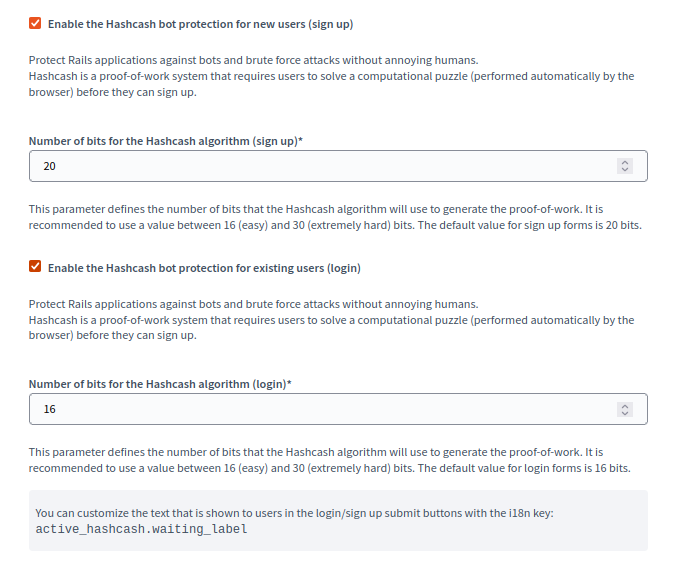 Enable the Hashcash bot protection for new users (sign up)
Protect Rails applications against bots and brute force attacks without annoying humans.
Hashcash is a proof-of-work system that requires users to solve a computational puzzle (performed automatically by the
browser) before they can sign up.
Number of bits for the Hashcash algorithm (sign up)*
20
This parameter defines the number of bits that the Hashcash algorithm will use to generate the proof-of-work. It is
recommended to use a value between 16 (easy) and 30 (extremely hard) bits. The default value for sign up forms is 20 bits.
Enable the Hashcash bot protection for existing users (login)
Protect Rails applications against bots and brute force attacks without annoying humans.
Hashcash is a proof-of-work system that requires users to solve a computational puzzle (performed automatically by the
browser) before they can sign up.
Number of bits for the Hashcash algorithm (login)*
16
This parameter defines the number of bits that the Hashcash algorithm will use to generate the proof-of-work. It is
recommended to use a value between 16 (easy) and 30 (extremely hard) bits. The default value for login forms is 16 bits.
You can customize the text that is shown to users in the login/sign up submit buttons with the i18n key:
active_hashcash.waiting_label